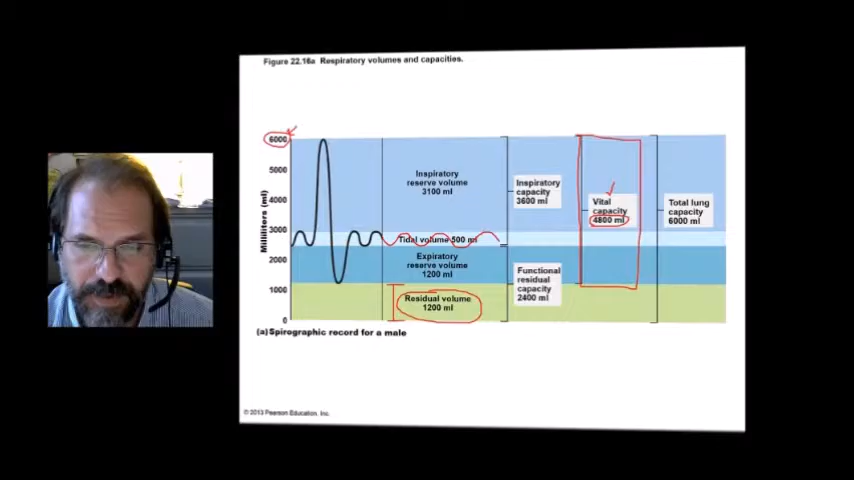 Figure 22.16a Respiratory volumes and capacities.
6000
5000
4000
3000
2000
1000
0
Milliliters (ml)
Inspiratory
reserve volume
3100 ml
Tidal volume 500 ml
Expiratory
reserve volume
1200 ml
Residual volume
1200 ml
Inspiratory
capacity
3600 ml
Functional
residual
capacity
2400 ml
Vital
capacity
4800 ml
Total lung
capacity
6000 ml
(a) Spirographic record for a male
© 2013 Pearson Education, Inc.